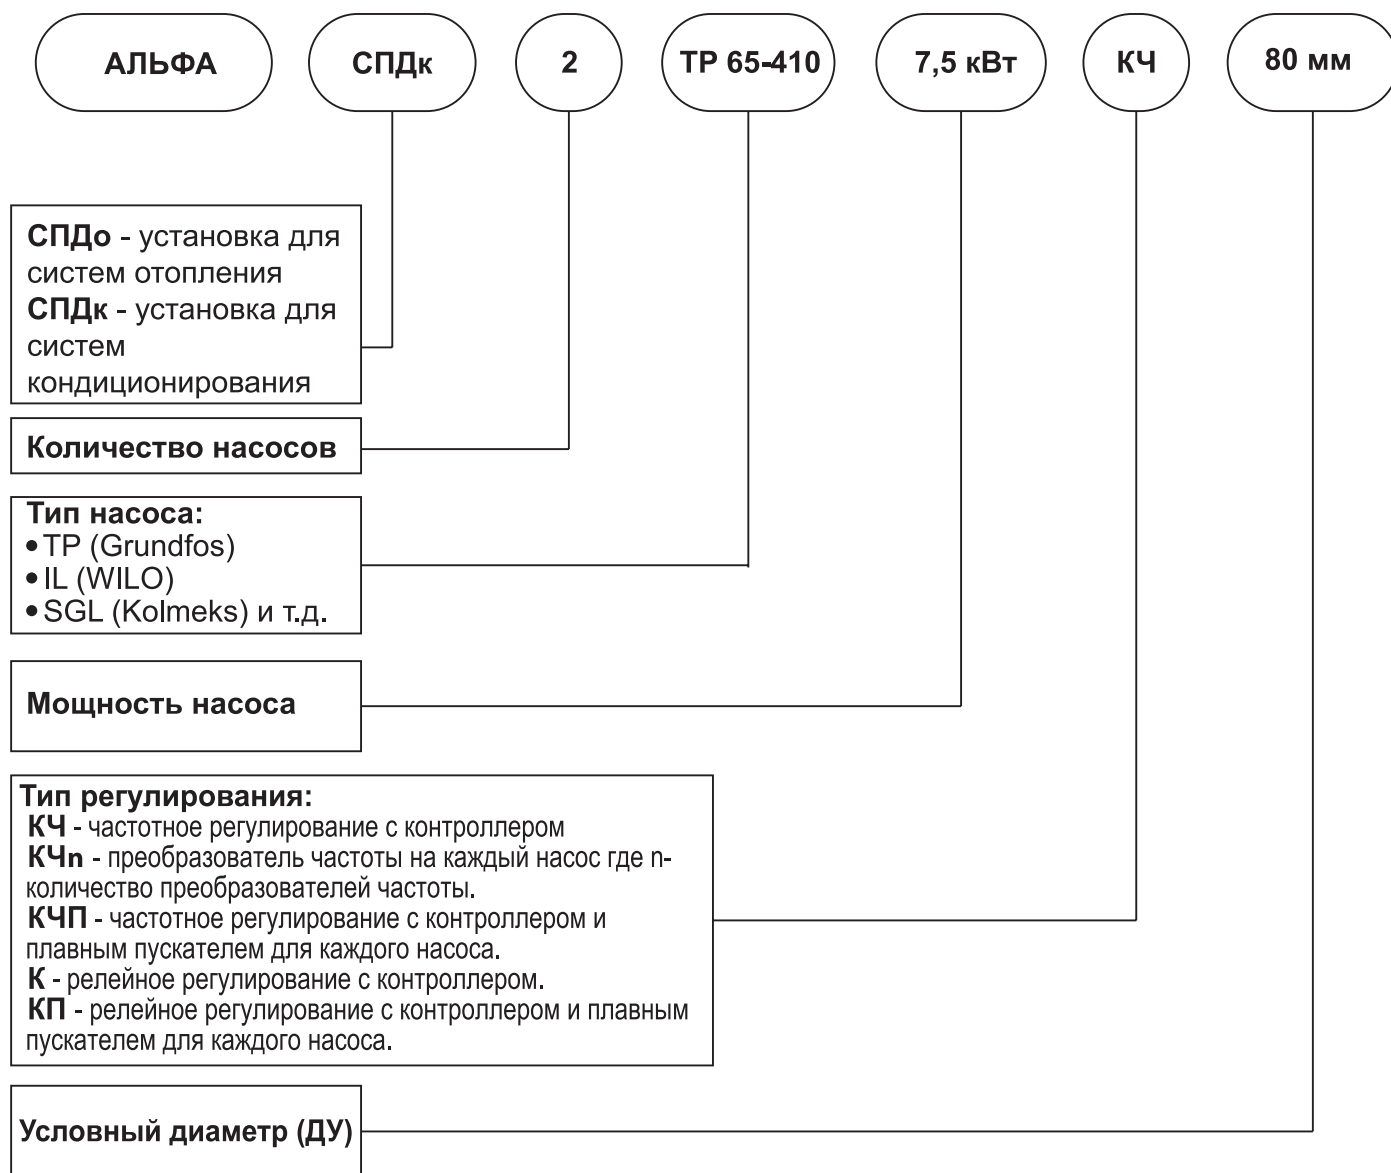 АЛЬФА СПДк 2 TP 65-410 7,5 кВт КЧ 80 мм
СПДо - установка для
систем отопления
СПДк - установка для
систем
кондиционирования
Количество насосов
Тип насоса:
• TP (Grundfos)
• IL (WILO)
• SGL (Kolmeks) и т.д.
Мощность насоса
Тип регулирования:
КЧ - частотное регулирование с контроллером
КЧn - преобразователь частоты на каждый насос где n-
количество преобразователей частоты.
КЧП - частотное регулирование с контроллером и
плавным пускателем для каждого насоса.
К - релейное регулирование с контроллером.
КП - релейное регулирование с контроллером и плавным
пускателем для каждого насоса.
Условный диаметр (ДУ)